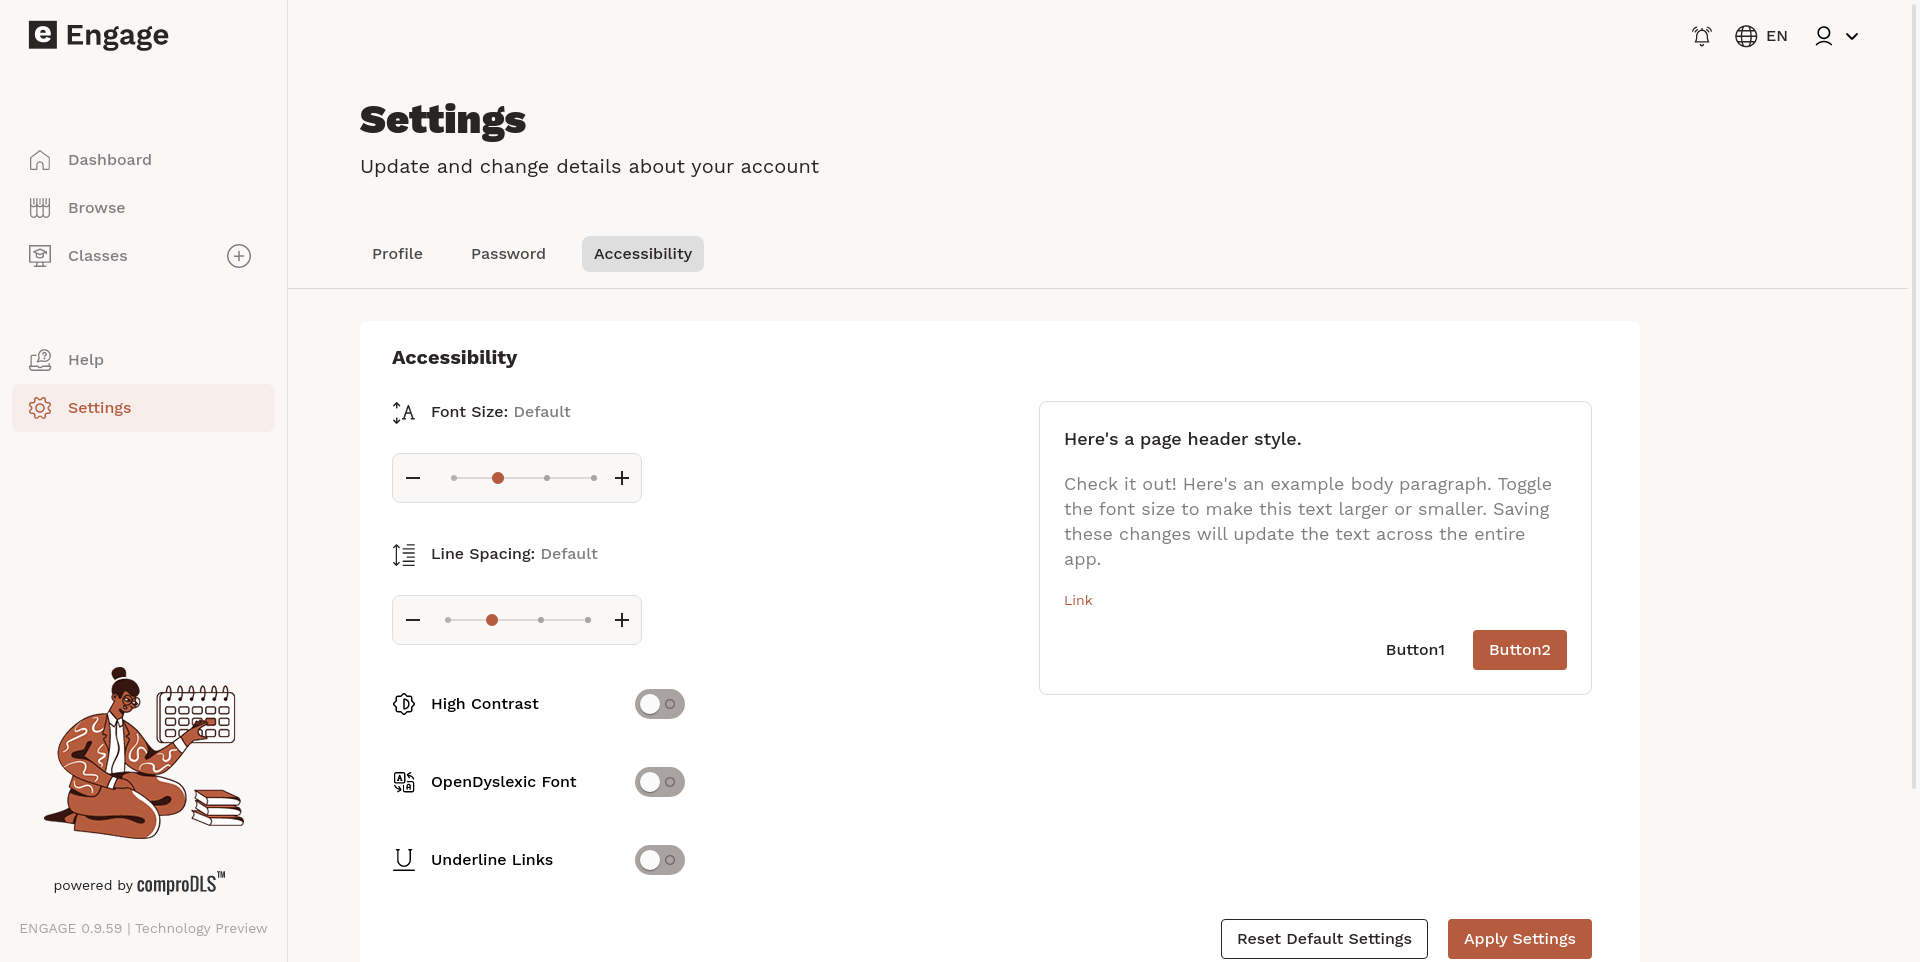 e Engage
EN
Dashboard
Browse
Classes
Help
Settings
powered by comproDLS™
ENGAGE 0.9.59 | Technology Preview
Settings
Update and change details about your account
Profile
Password
Accessibility
Accessibility
Font Size: Default
Line Spacing: Default
High Contrast
OpenDyslexic Font
Underline Links
Here's a page header style.
Check it out! Here's an example body paragraph. Toggle
the font size to make this text larger or smaller. Saving
these changes will update the text across the entire
app.
Link
Button1
Button2
Reset Default Settings
Apply Settings